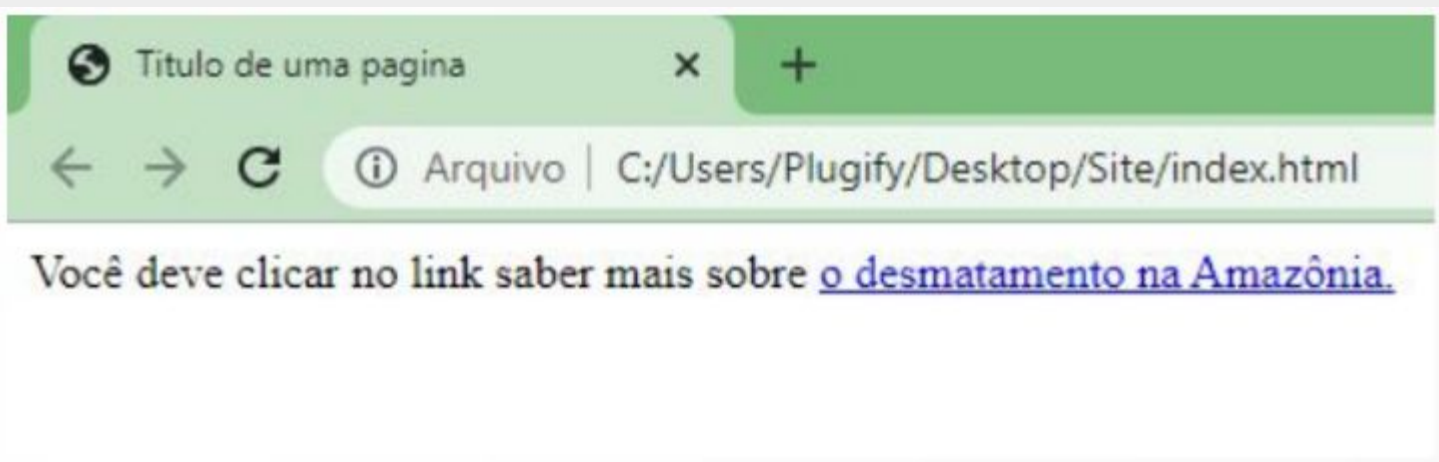 Titulo de uma pagina
Arquivo | C:/Users/Plugify/Desktop/Site/index.html
Você deve clicar no link saber mais sobre o desmatamento na Amazônia.